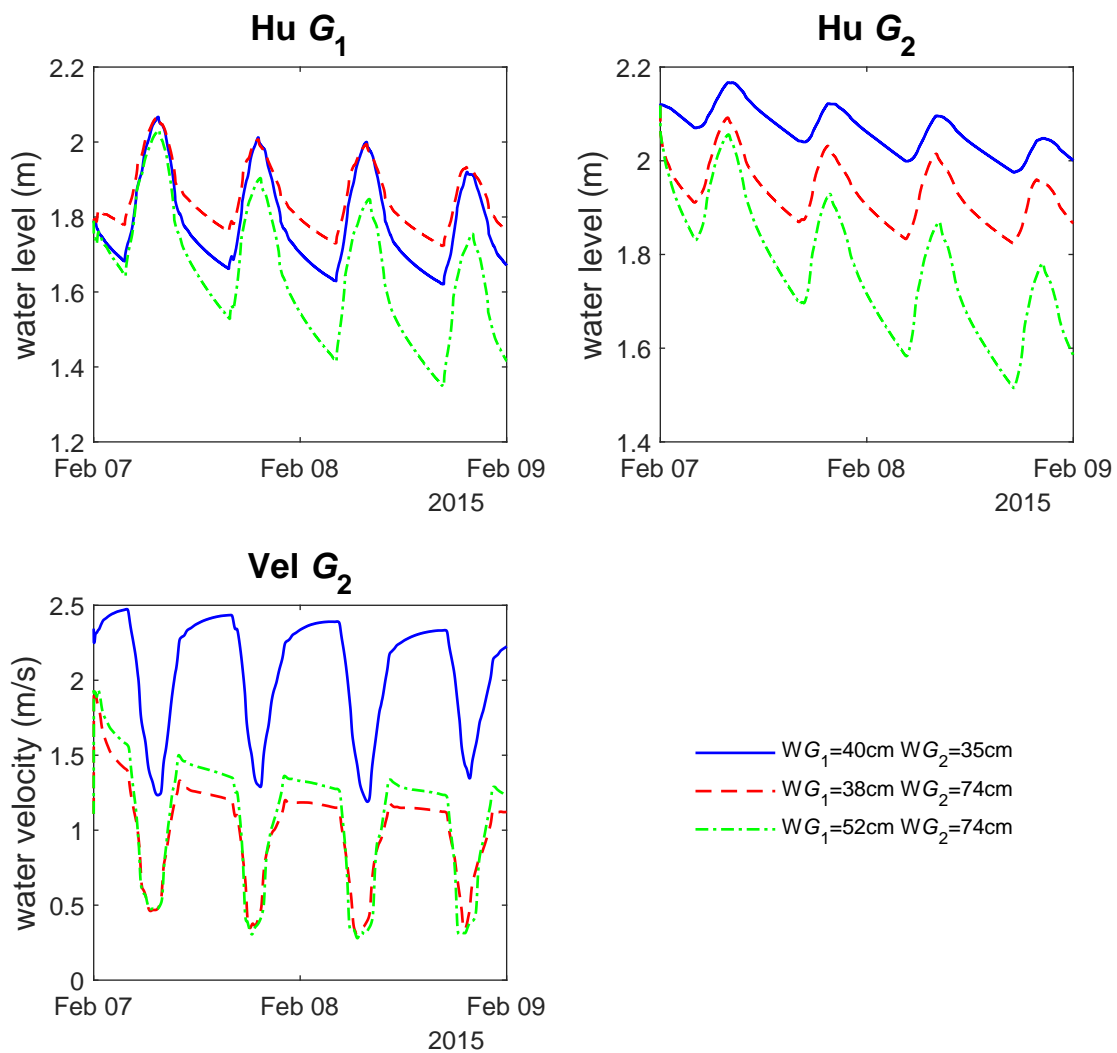 Hu G1
water level (m)
2.2
2
1.8
1.6
1.4
1.2
Feb 07
Feb 08
Feb 09
2015
Hu G2
water level (m)
2.2
2
1.8
1.6
1.4
Feb 07
Feb 08
Feb 09
2015
Vel G2
water velocity (m/s)
2.5
2
1.5
1
0.5
0
Feb 07
Feb 08
Feb 09
2015
WG1=40cm WG2=35cm
WG1=38cm WG2=74cm
WG1=52cm WG2=74cm